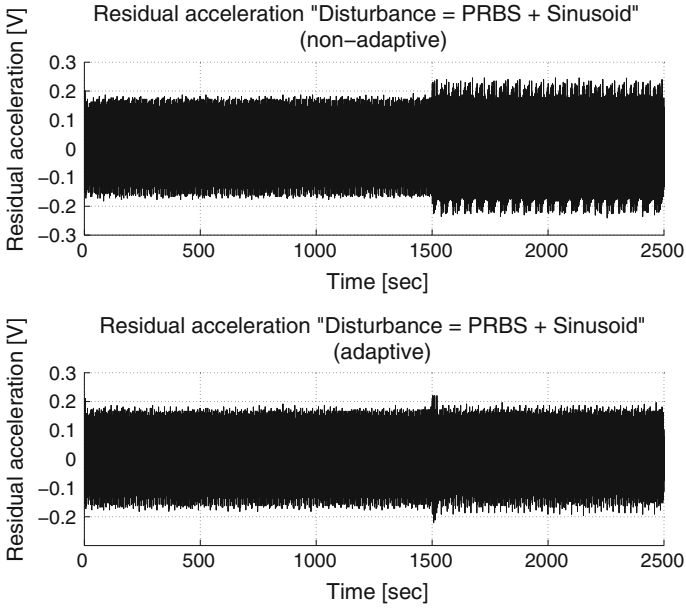 Residual acceleration "Disturbance = PRBS + Sinusoid"
(non−adaptive)
Residual acceleration [V]
0.3
0.2
0.1
0
−0.1
−0.2
−0.3
0 500 1000 1500 2000 2500
Time [sec]
Residual acceleration "Disturbance = PRBS + Sinusoid"
(adaptive)
Residual acceleration [V]
0.3
0.2
0.1
0
−0.1
−0.2
0 500 1000 1500 2000 2500
Time [sec]